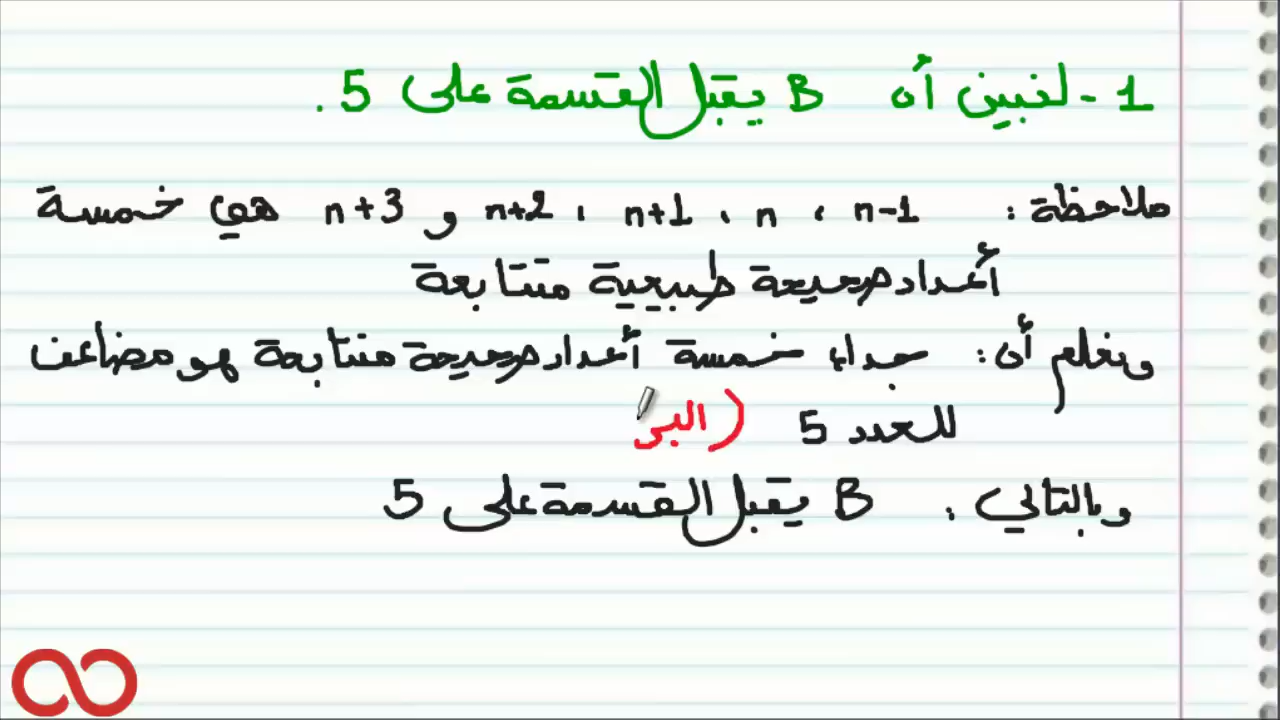 1- لنبين أن B يقبل القسمة على 5.
ملاحظة: n-1، n، n+1، n+2 و n+3 هي خمسة
أعداد صحيحة طبيعية متتابعة
ونعلم أن: جداء خمسة أعداد صحيحة متتابعة هو مضاعف
للعدد 5 (البر
وبالتالي: B يقبل القسمة على 5